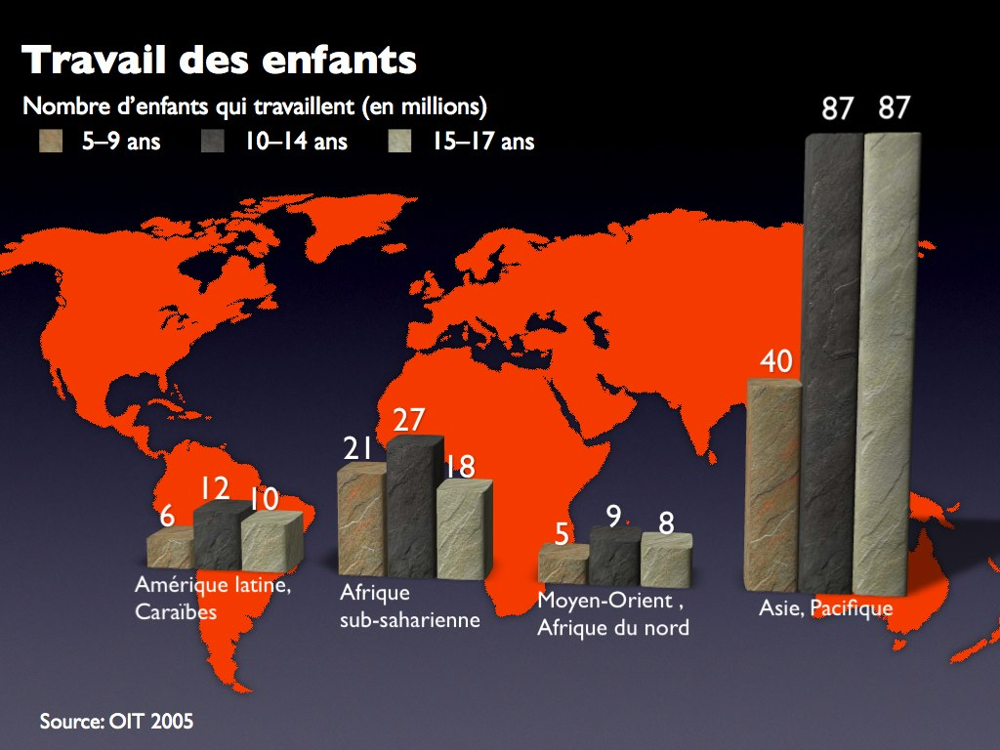 Travail des enfants
Nombre d’enfants qui travaillent (en millions)
5–9 ans 10–14 ans 15–17 ans
87 87
40
21 27 18
6 12 10
5 9 8
Amérique latine,
Caraïbes
Afrique
sub-saharienne
Moyen-Orient ,
Afrique du nord
Asie, Pacifique
Source: OIT 2005